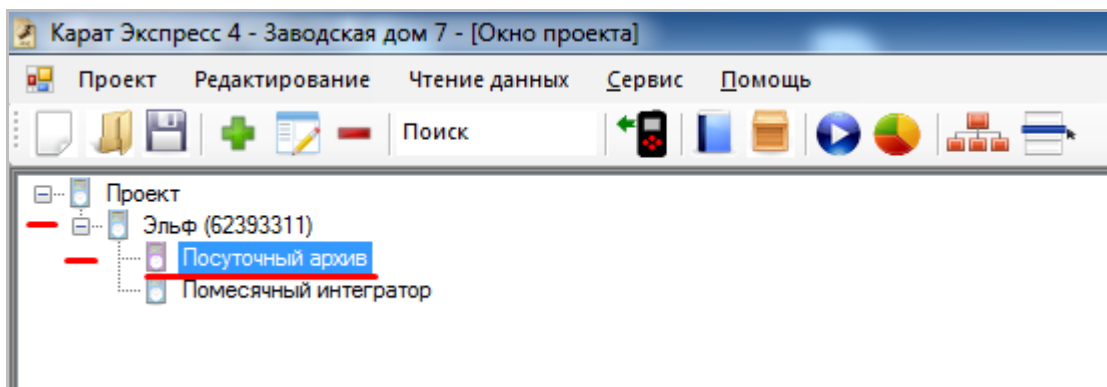 Карат Экспресс 4 - Заводская дом 7 - [Окно проекта]
Проект Редактирование Чтение данных Сервис Помощь
Поиск
Проект
Эльф (62393311)
Посуточный архив
Помесячный интегратор